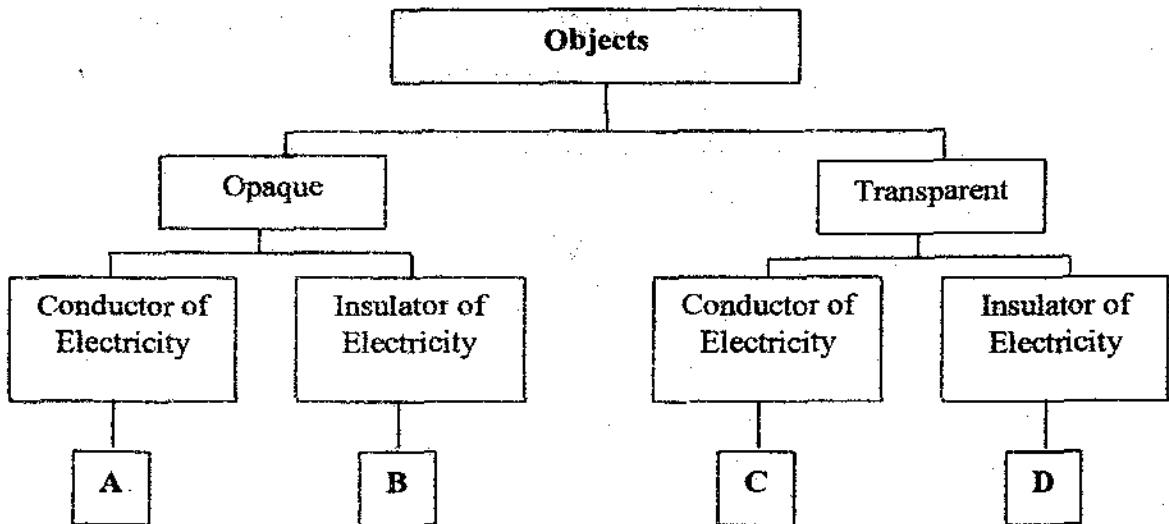 Objects
Opaque
Transparent
Conductor of
Electricity
Insulator of
Electricity
Conductor of
Electricity
Insulator of
Electricity
A
B
C
D